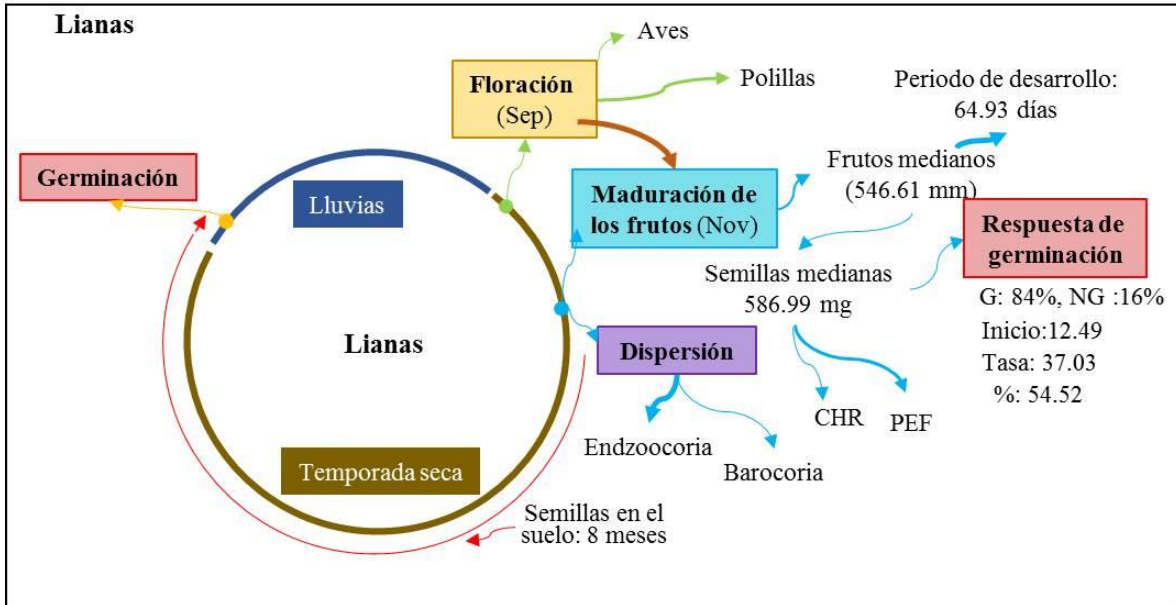 Lianas
Aves
Polillas
Floración
(Sep)
Periodo de desarrollo:
64.93 días
Germinación
Lluvias
Maduración de
los frutos (Nov)
Frutos medianos
(546.61 mm)
Respuesta de
germinación
G: 84%, NG :16%
Inicio:12.49
Tasa: 37.03
%: 54.52
Semillas medianas
586.99 mg
Lianas
Dispersión
CHR
PEF
Endzoocoria
Barocoria
Temporada seca
Semillas en el
suelo: 8 meses